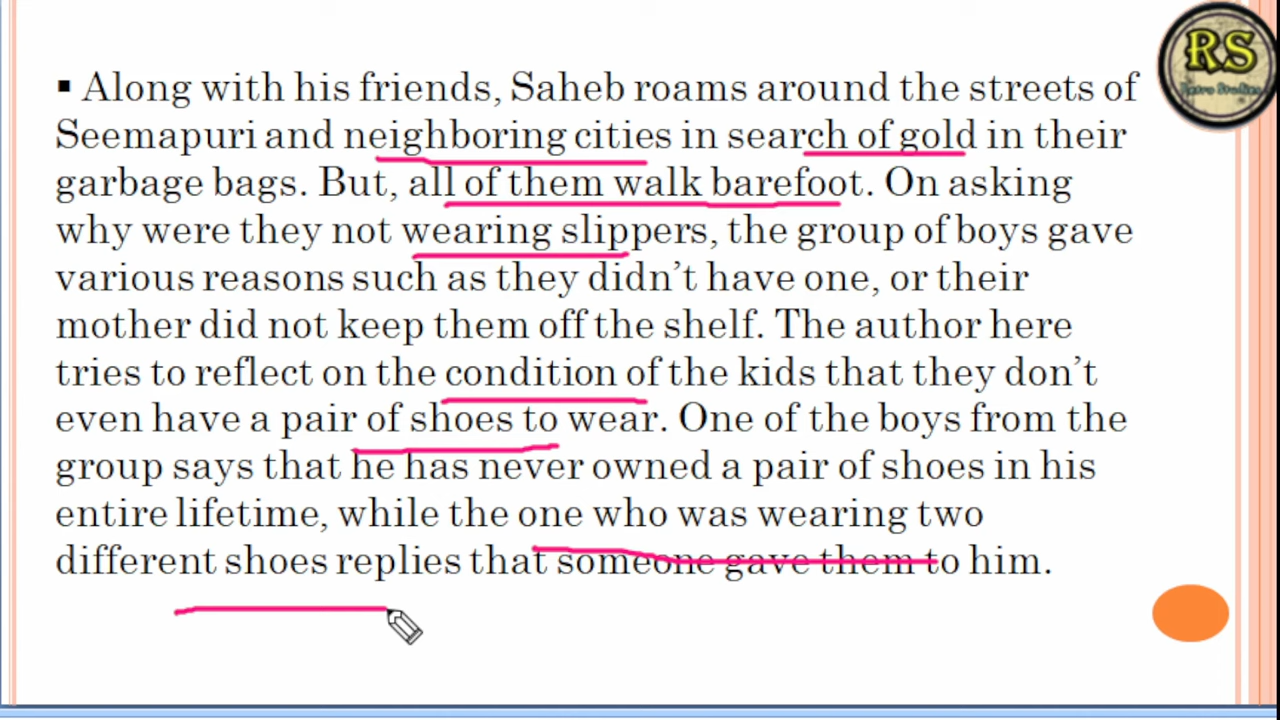 RS
Retro Studies
▪ Along with his friends, Saheb roams around the streets of
Seemapuri and neighboring cities in search of gold in their
garbage bags. But, all of them walk barefoot. On asking
why were they not wearing slippers, the group of boys gave
various reasons such as they didn’t have one, or their
mother did not keep them off the shelf. The author here
tries to reflect on the condition of the kids that they don’t
even have a pair of shoes to wear. One of the boys from the
group says that he has never owned a pair of shoes in his
entire lifetime, while the one who was wearing two
different shoes replies that someone gave them to him.